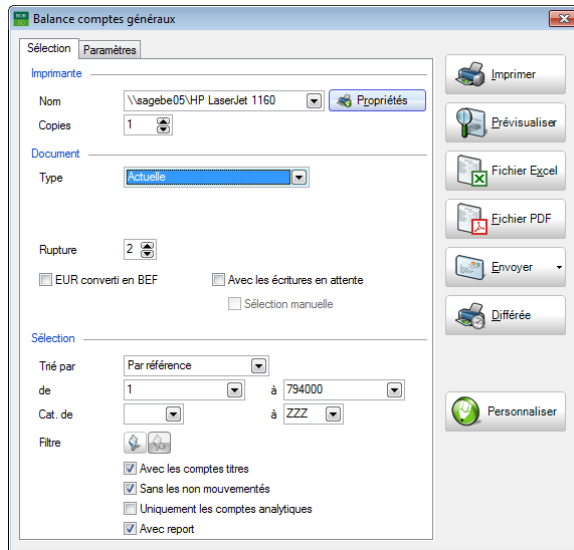 BOB 50 Balance comptes généraux
Sélection Paramètres
Imprimante
Nom \\sagebe05\HP LaserJet 1160 Propriétés
Copies 1
Document
Type Actuelle
Rupture 2
EUR converti en BEF Avec les écritures en attente
Sélection manuelle
Sélection
Trié par Par référence
de 1 à 794000
Cat. de à ZZZ
Filtre
Avec les comptes titres
Sans les non mouvementés
Uniquement les comptes analytiques
Avec report
Imprimer
Prévisualiser
Fichier Excel
Fichier PDF
Envoyer
Différée
Personnaliser